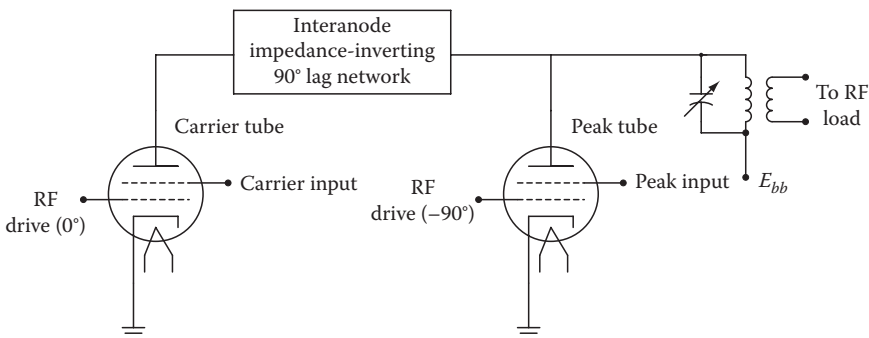 Interanode
impedance-inverting
90° lag network
Carrier tube
Peak tube
To RF
load
RF
drive (0°)
Carrier input
RF
drive (−90°)
Peak input
E_bb